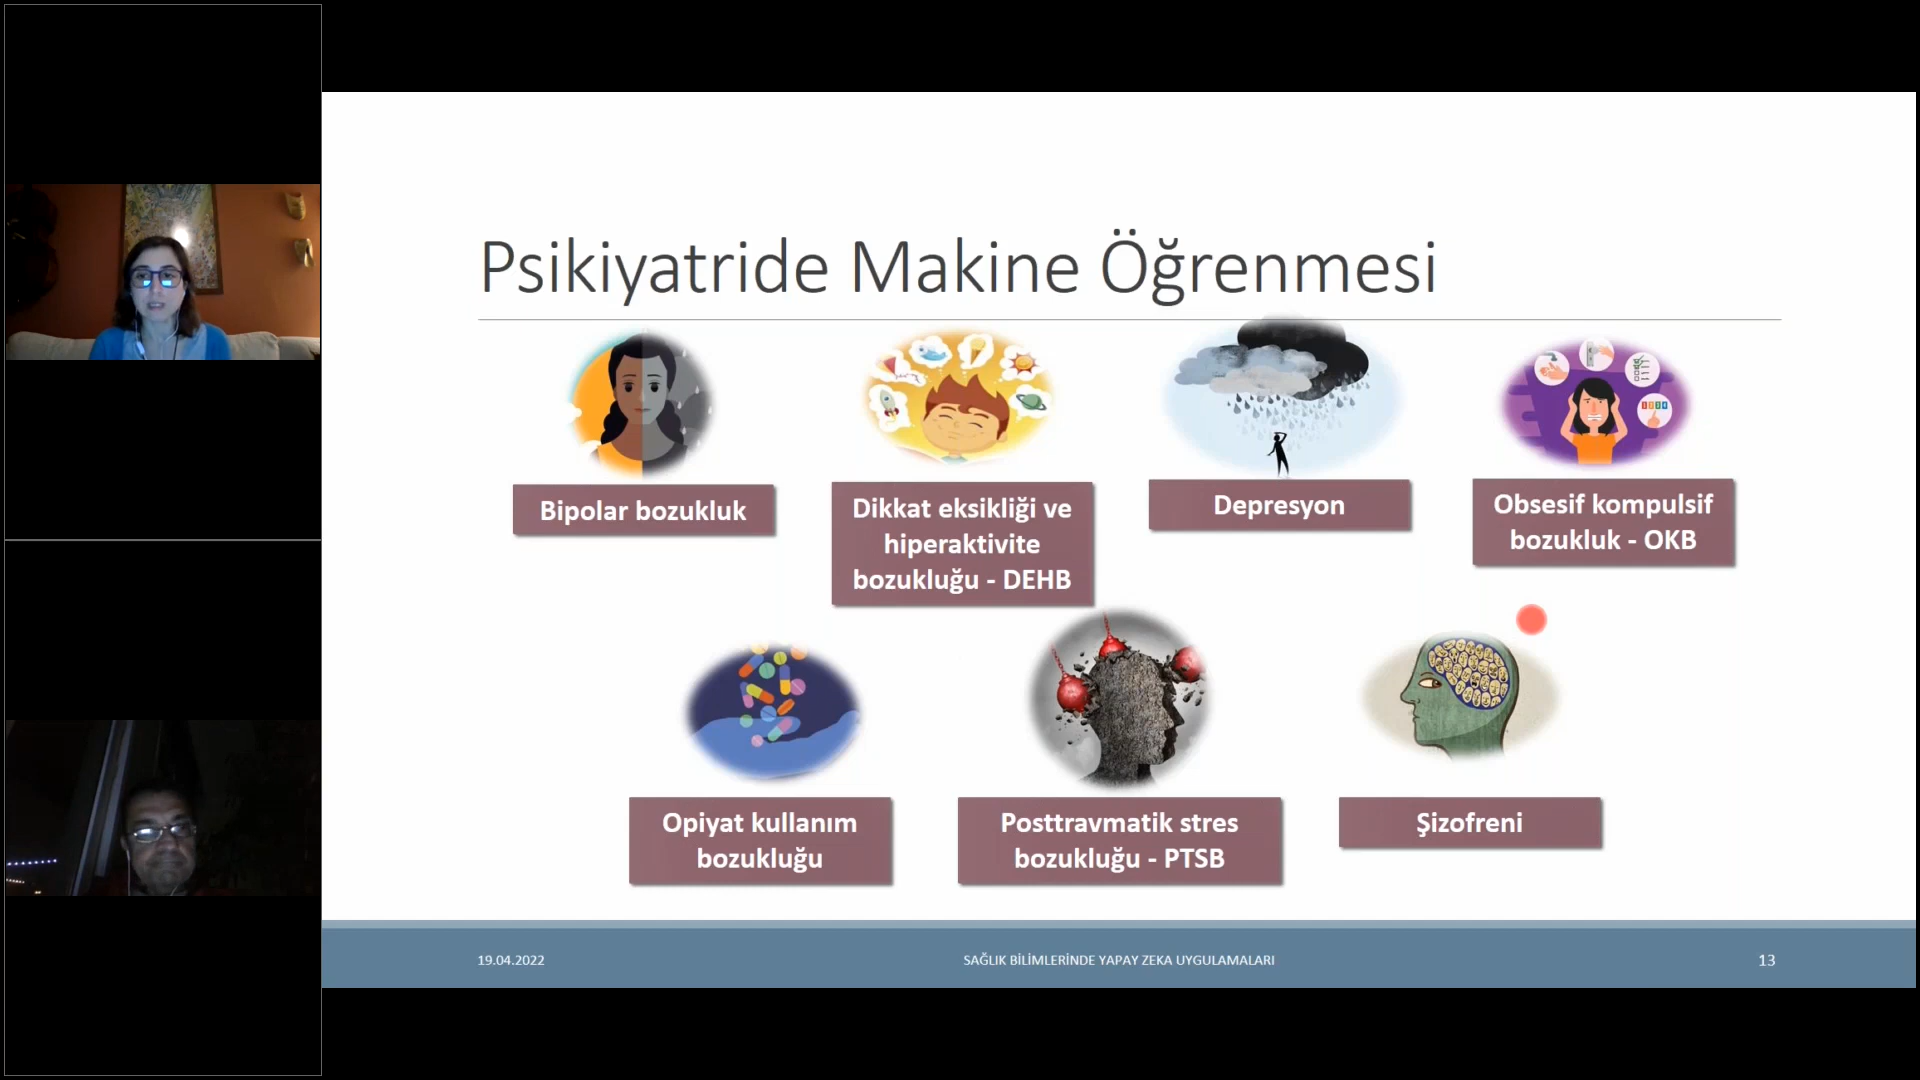 Psikiyatride Makine Öğrenmesi
Bipolar bozukluk
Dikkat eksikliği ve
hiperaktivite
bozukluğu - DEHB
Depresyon
Obsesif kompulsif
bozukluk - OKB
Opiyat kullanım
bozukluğu
Posttravmatik stres
bozukluğu - PTSB
Şizofreni
19.04.2022
SAĞLIK BİLİMLERİNDE YAPAY ZEKA UYGULAMALARI
13